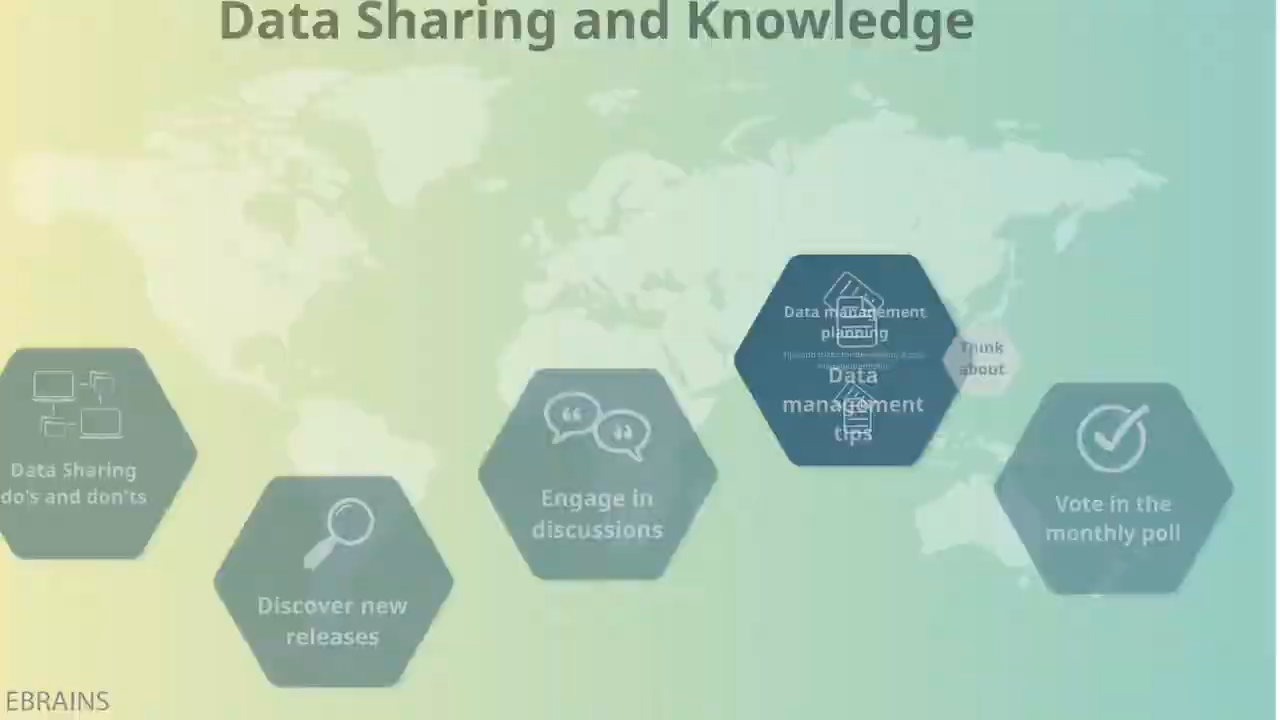 Data Sharing and Knowledge
Data management
planning
Data
management
tips
Think
about
Data Sharing
do's and don'ts
Engage in
discussions
Vote in the
monthly poll
Discover new
releases
EBRAINS